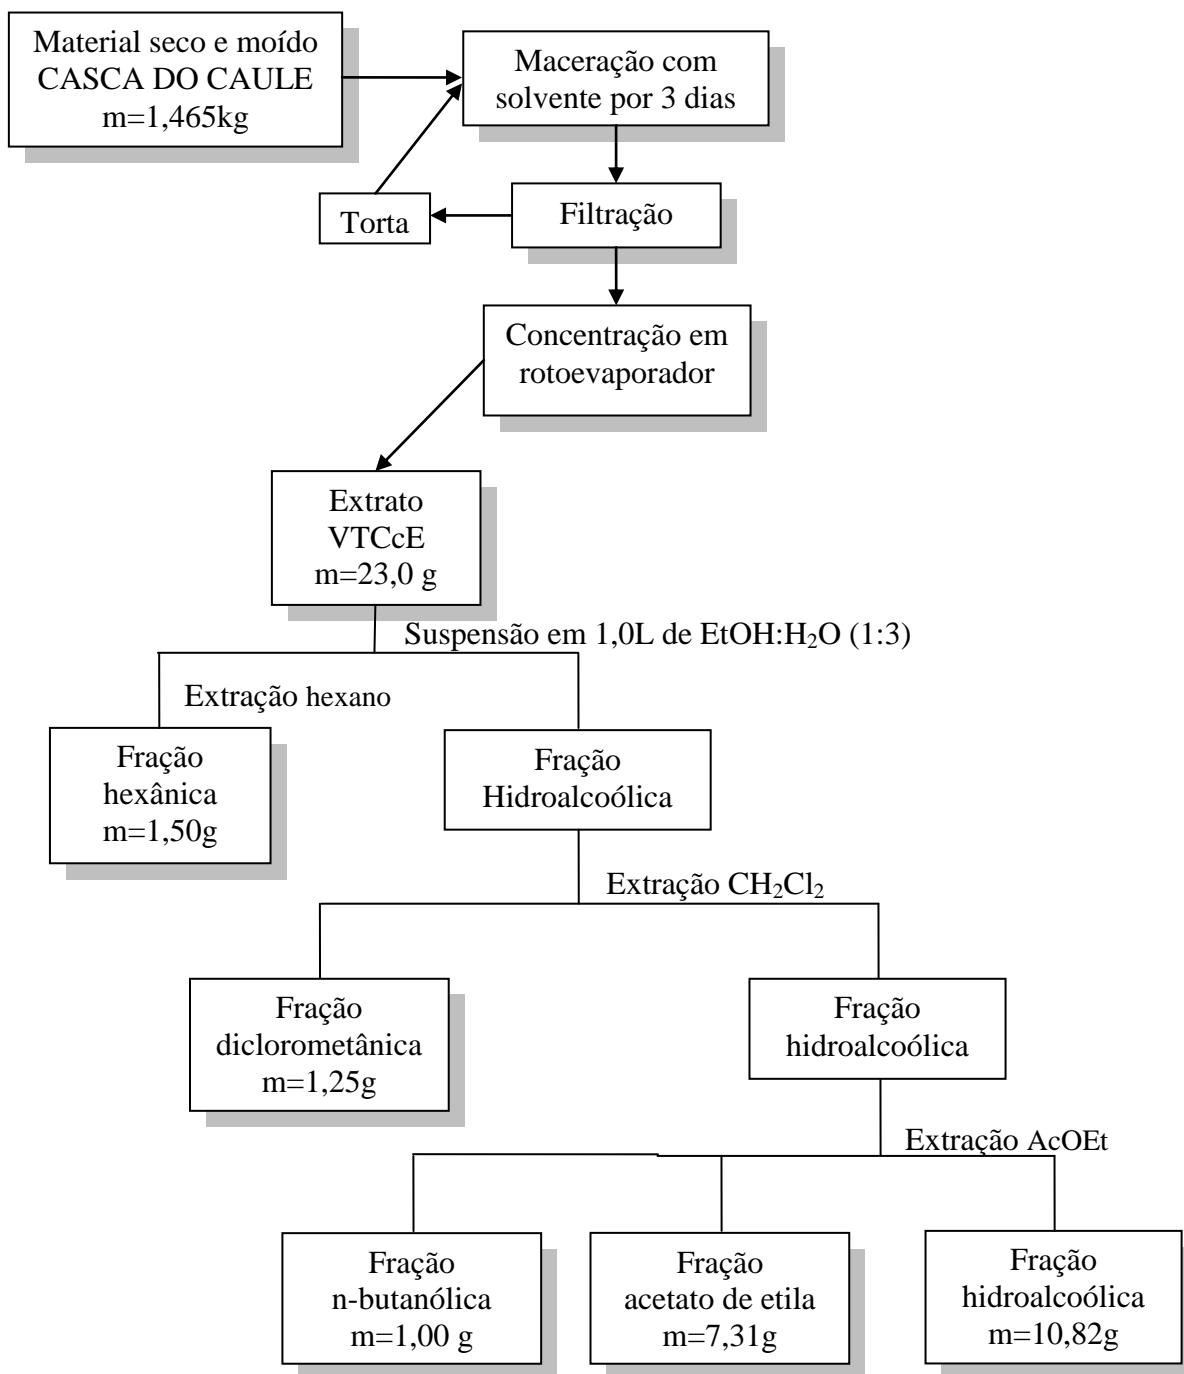 Material seco e moído
CASCA DO CAULE
m=1,465kg
Maceração com
solvente por 3 dias
Torta
Filtração
Concentração em
rotoevaporador
Extrato
VTCcE
m=23,0 g
Suspensão em 1,0L de EtOH:H₂O (1:3)
Extração hexano
Fração
hexânica
m=1,50g
Fração
Hidroalcoólica
Extração CH₂Cl₂
Fração
diclorometânica
m=1,25g
Fração
hidroalcoólica
Extração AcOEt
Fração
n-butanólica
m=1,00 g
Fração
acetato de etila
m=7,31g
Fração
hidroalcoólica
m=10,82g